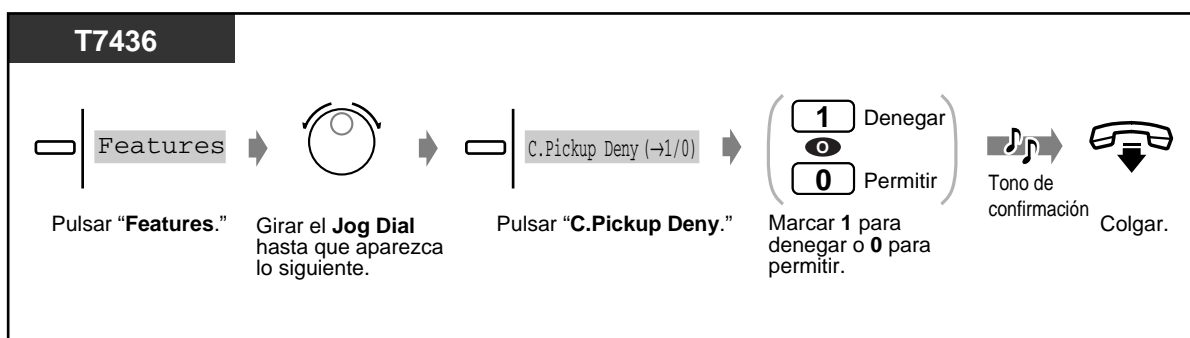 T7436
Features
Pulsar “Features.”
Girar el Jog Dial
hasta que aparezca
lo siguiente.
C.Pickup Deny (→1/0)
Pulsar “C.Pickup Deny.”
1 Denegar
O
0 Permitir
Marcar 1 para
denegar o 0 para
permitir.
Tono de
confirmación
Colgar.